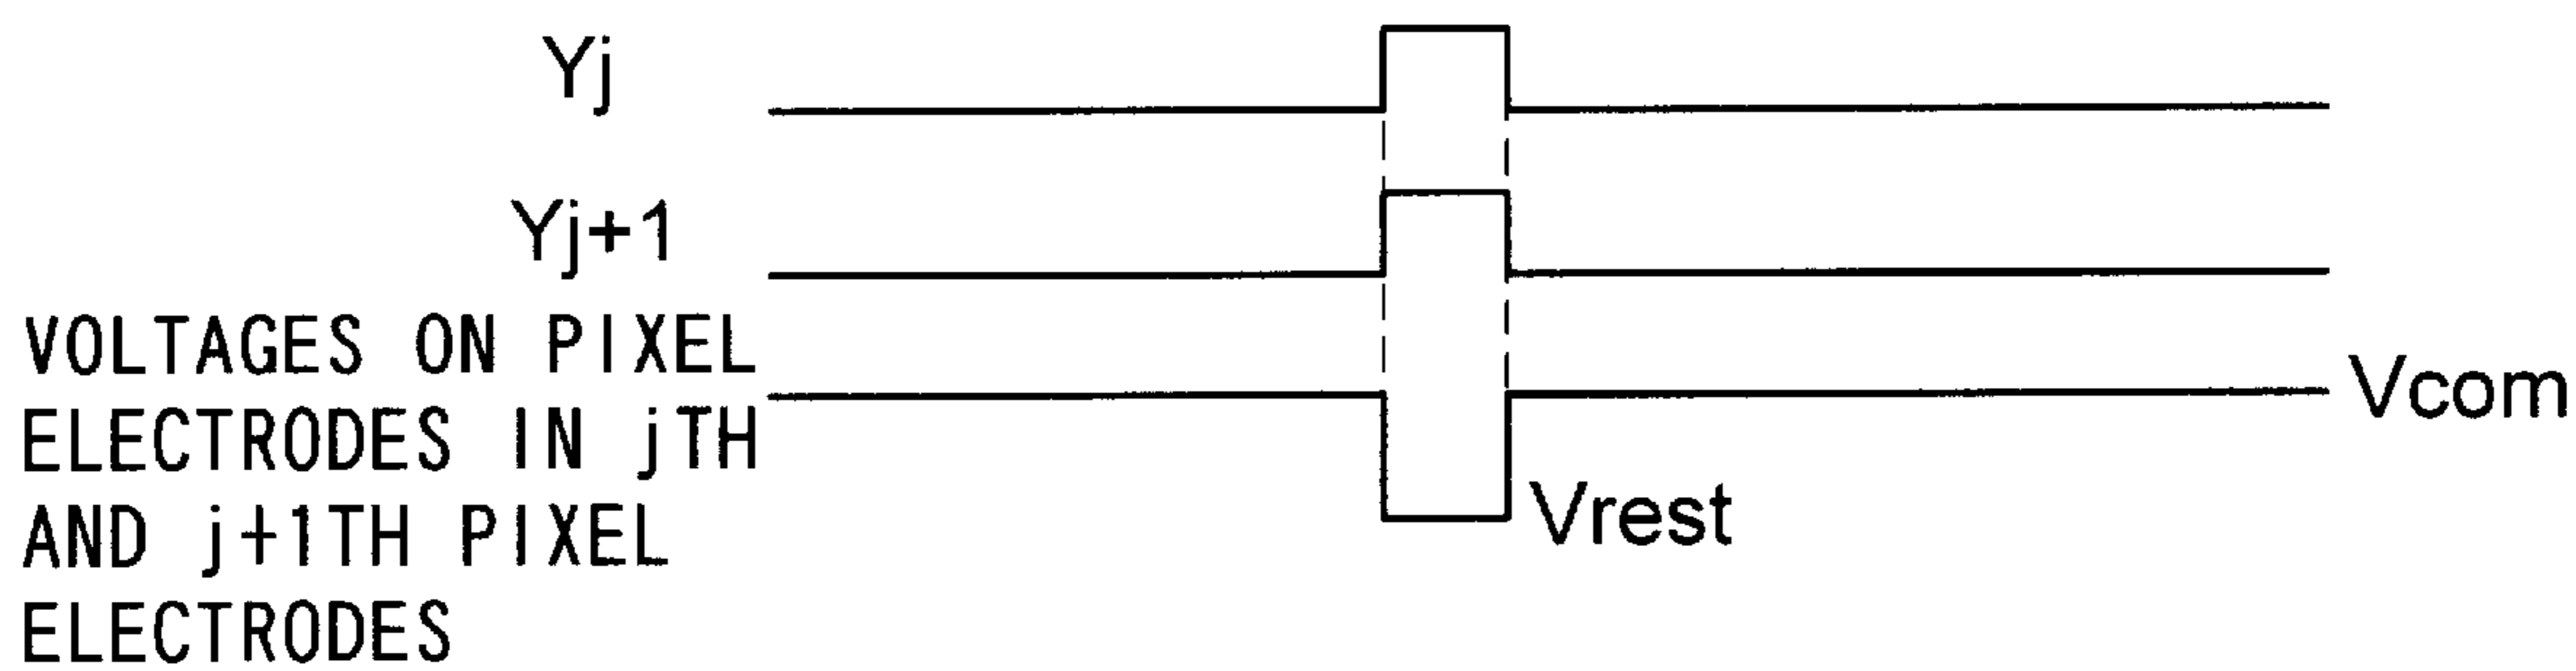 Yj
Yj+1
VOLTAGES ON PIXEL
ELECTRODES IN jTH
AND j+1TH PIXEL
ELECTRODES
Vcom
Vrest